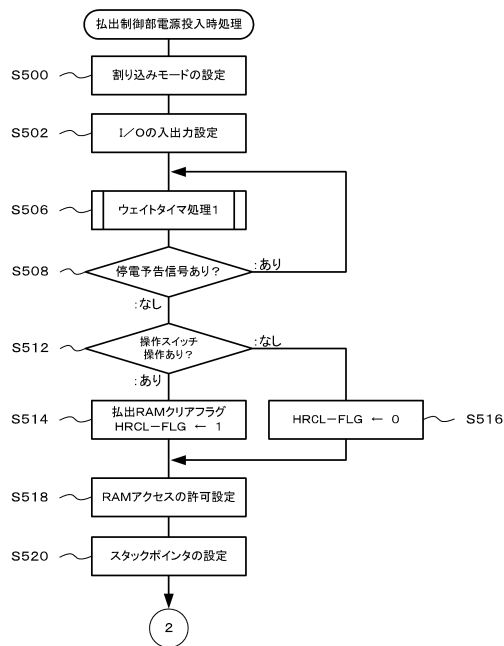 払出制御部電源投入時処理
S500
割り込みモードの設定
S502
I/Oの入出力設定
S506
ウェイトタイマ処理1
S508
停電予告信号あり?
:あり
:なし
S512
操作スイッチ
操作あり?
:なし
:あり
S514
払出RAMクリアフラグ
HRCL-FLG ← 1
HRCL-FLG ← 0
S516
S518
RAMアクセスの許可設定
S520
スタックポインタの設定
2